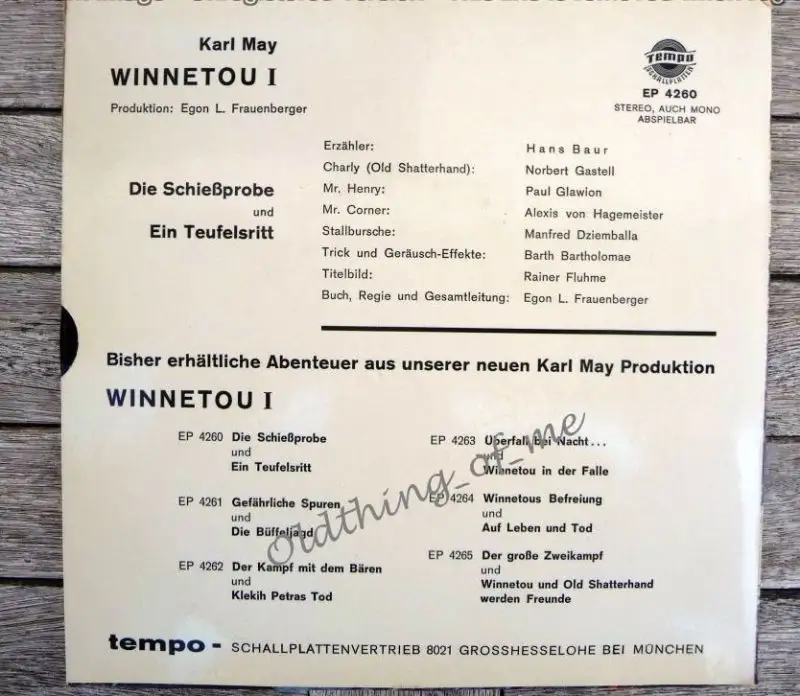 Karl May
WINNETOU I
Produktion: Egon L. Frauenberger
Tempo
SCHALLPLATTEN
EP 4260
STEREO, AUCH MONO
ABSPIELBAR
Die Schießprobe
und
Ein Teufelsritt
Erzähler: Hans Baur
Charly (Old Shatterhand): Norbert Gastell
Mr. Henry: Paul Glawion
Mr. Corner: Alexis von Hagemeister
Stallbursche: Manfred Dziemballa
Trick und Geräusch-Effekte: Barth Bartholomae
Titelbild: Rainer Fluhme
Buch, Regie und Gesamtleitung: Egon L. Frauenberger
Bisher erhältliche Abenteuer aus unserer neuen Karl May Produktion
WINNETOU I
EP 4260 Die Schießprobe
und
Ein Teufelsritt
EP 4261 Gefährliche Spuren
und
Die Büffeljagd
EP 4262 Der Kampf mit dem Bären
und
Klekih Petras Tod
EP 4263 Überfall bei Nacht...
und
Winnetou in der Falle
EP 4264 Winnetous Befreiung
und
Auf Leben und Tod
EP 4265 Der große Zweikampf
und
Winnetou und Old Shatterhand
werden Freunde
oldthing_of_me
tempo - SCHALLPLATTENVERTRIEB 8021 GROSSHESSELOHE BEI MÜNCHEN